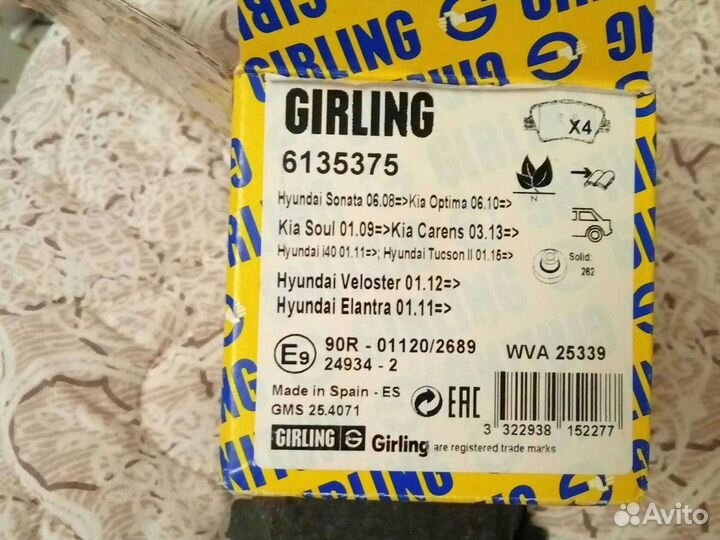 GIRLING
GIRLING
X4
6135375
N
Hyundai Sonata 06.08=>Kia Optima 06.10=>
Kia Soul 01.09=>Kia Carens 03.13=>
Hyundai I40 01.11=>; Hyundai Tucson II 01.15=>
Solid:
262
Hyundai Veloster 01.12=>
Hyundai Elantra 01.11=>
E9
90R - 01120/2689
24934 - 2
WVA 25339
Made in Spain - ES
GMS 25.4071
EAC
3 322938 152277
GIRLING Girling are registered trade marks
Avito